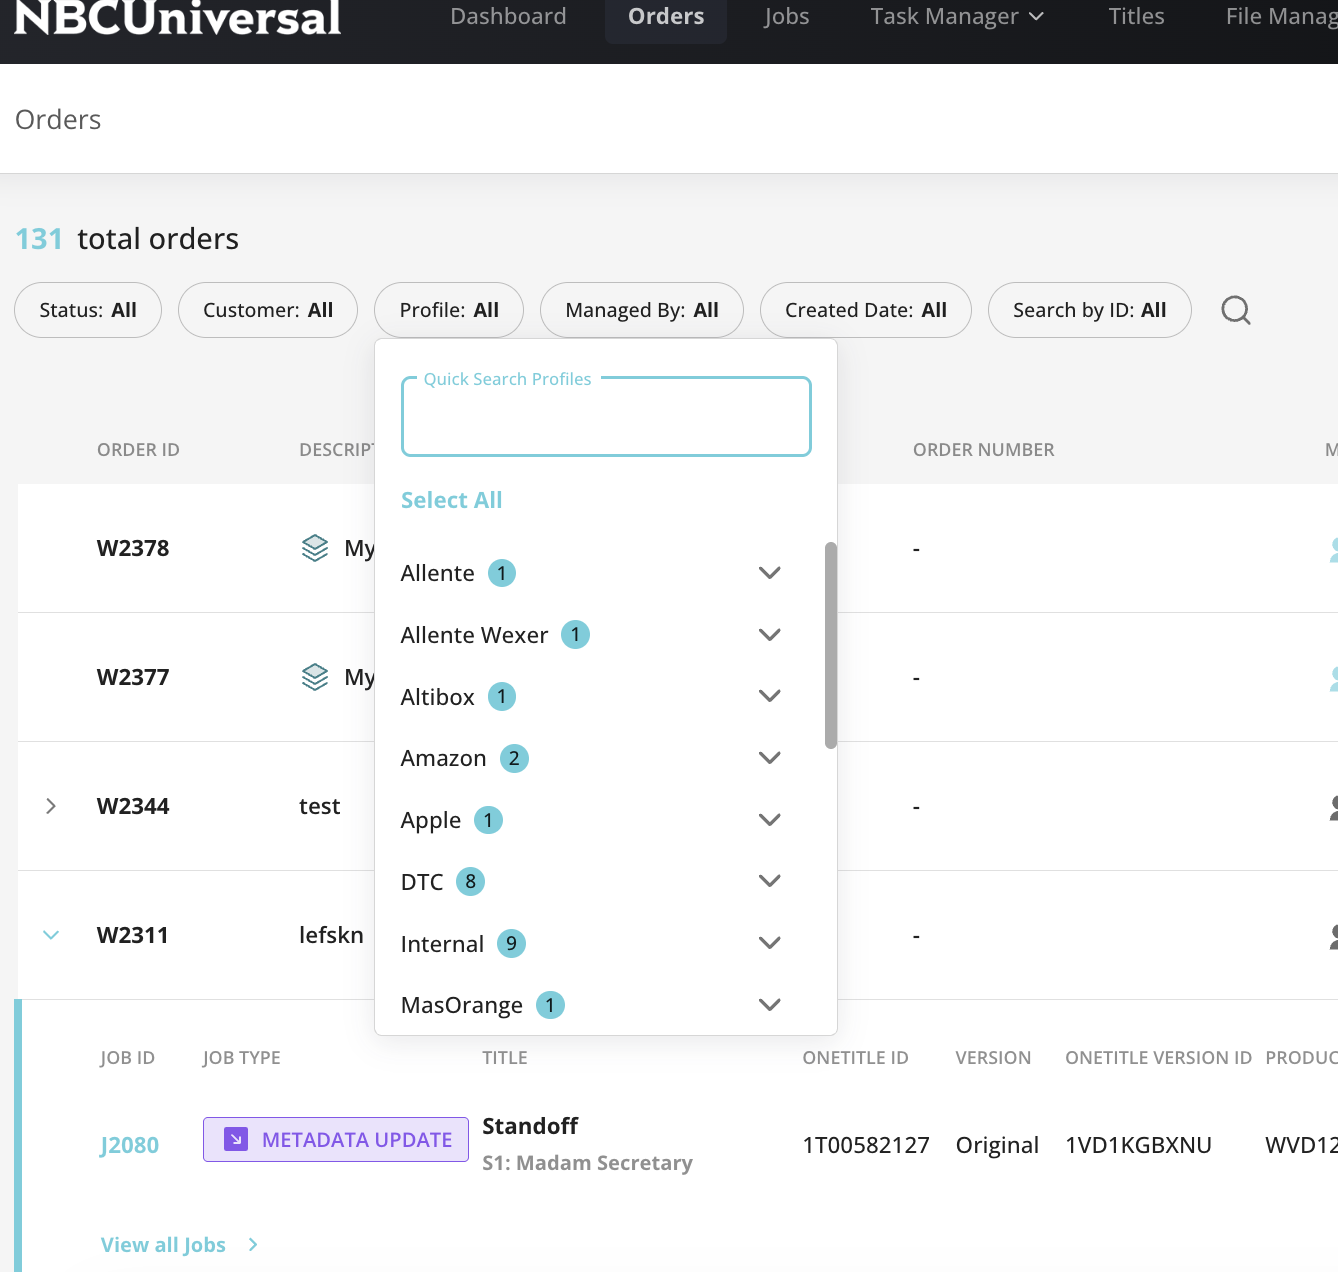 NBCUniversal Dashboard Orders Jobs Task Manager Titles File Manag
Orders
131 total orders
Status: All Customer: All Profile: All Managed By: All Created Date: All Search by ID: All
Quick Search Profiles
ORDER ID DESCRIPT ORDER NUMBER M
Select All
W2378 My -
Allente 1
Allente Wexer 1
W2377 My -
Altibox 1
Amazon 2
W2344 test -
Apple 1
DTC 8
W2311 lefskn -
Internal 9
MasOrange 1
JOB ID JOB TYPE TITLE ONETITLE ID VERSION ONETITLE VERSION ID PRODUC
J2080 METADATA UPDATE Standoff 1T00582127 Original 1VD1KGBXNU WVD12
S1: Madam Secretary
View all Jobs